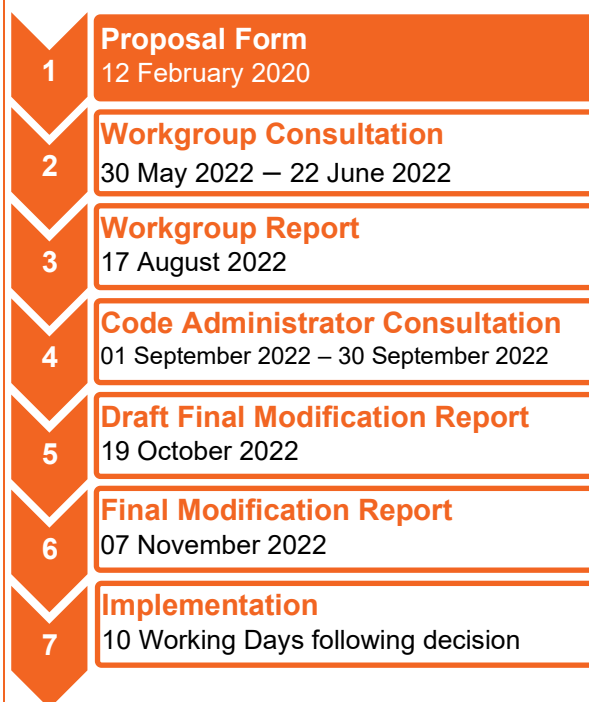 1
Proposal Form
12 February 2020
2
Workgroup Consultation
30 May 2022 – 22 June 2022
3
Workgroup Report
17 August 2022
4
Code Administrator Consultation
01 September 2022 – 30 September 2022
5
Draft Final Modification Report
19 October 2022
6
Final Modification Report
07 November 2022
7
Implementation
10 Working Days following decision